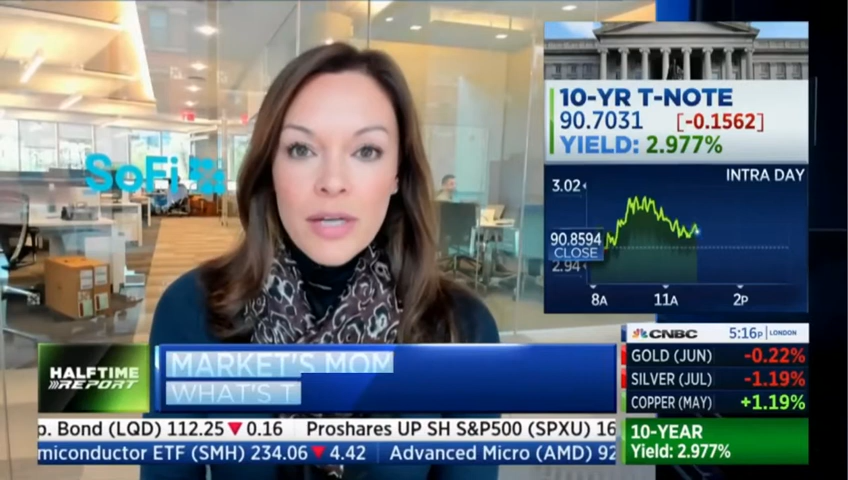 SoFi
10-YR T-NOTE
90.7031 [-0.1562]
YIELD: 2.977%
INTRA DAY
3.02
90.8594
CLOSE
2.94
8A 11A 2P
CNBC 5:16P LONDON
GOLD (JUN) -0.22%
SILVER (JUL) -1.19%
COPPER (MAY) +1.19%
10-YEAR
Yield: 2.977%
HALFTIME
REPORT
MARKET'S MOM
WHAT'S T
p. Bond (LQD) 112.25 ▼ 0.16 Proshares UP SH S&P500 (SPXU) 16
miconductor ETF (SMH) 234.06 ▼ 4.42 Advanced Micro (AMD) 92